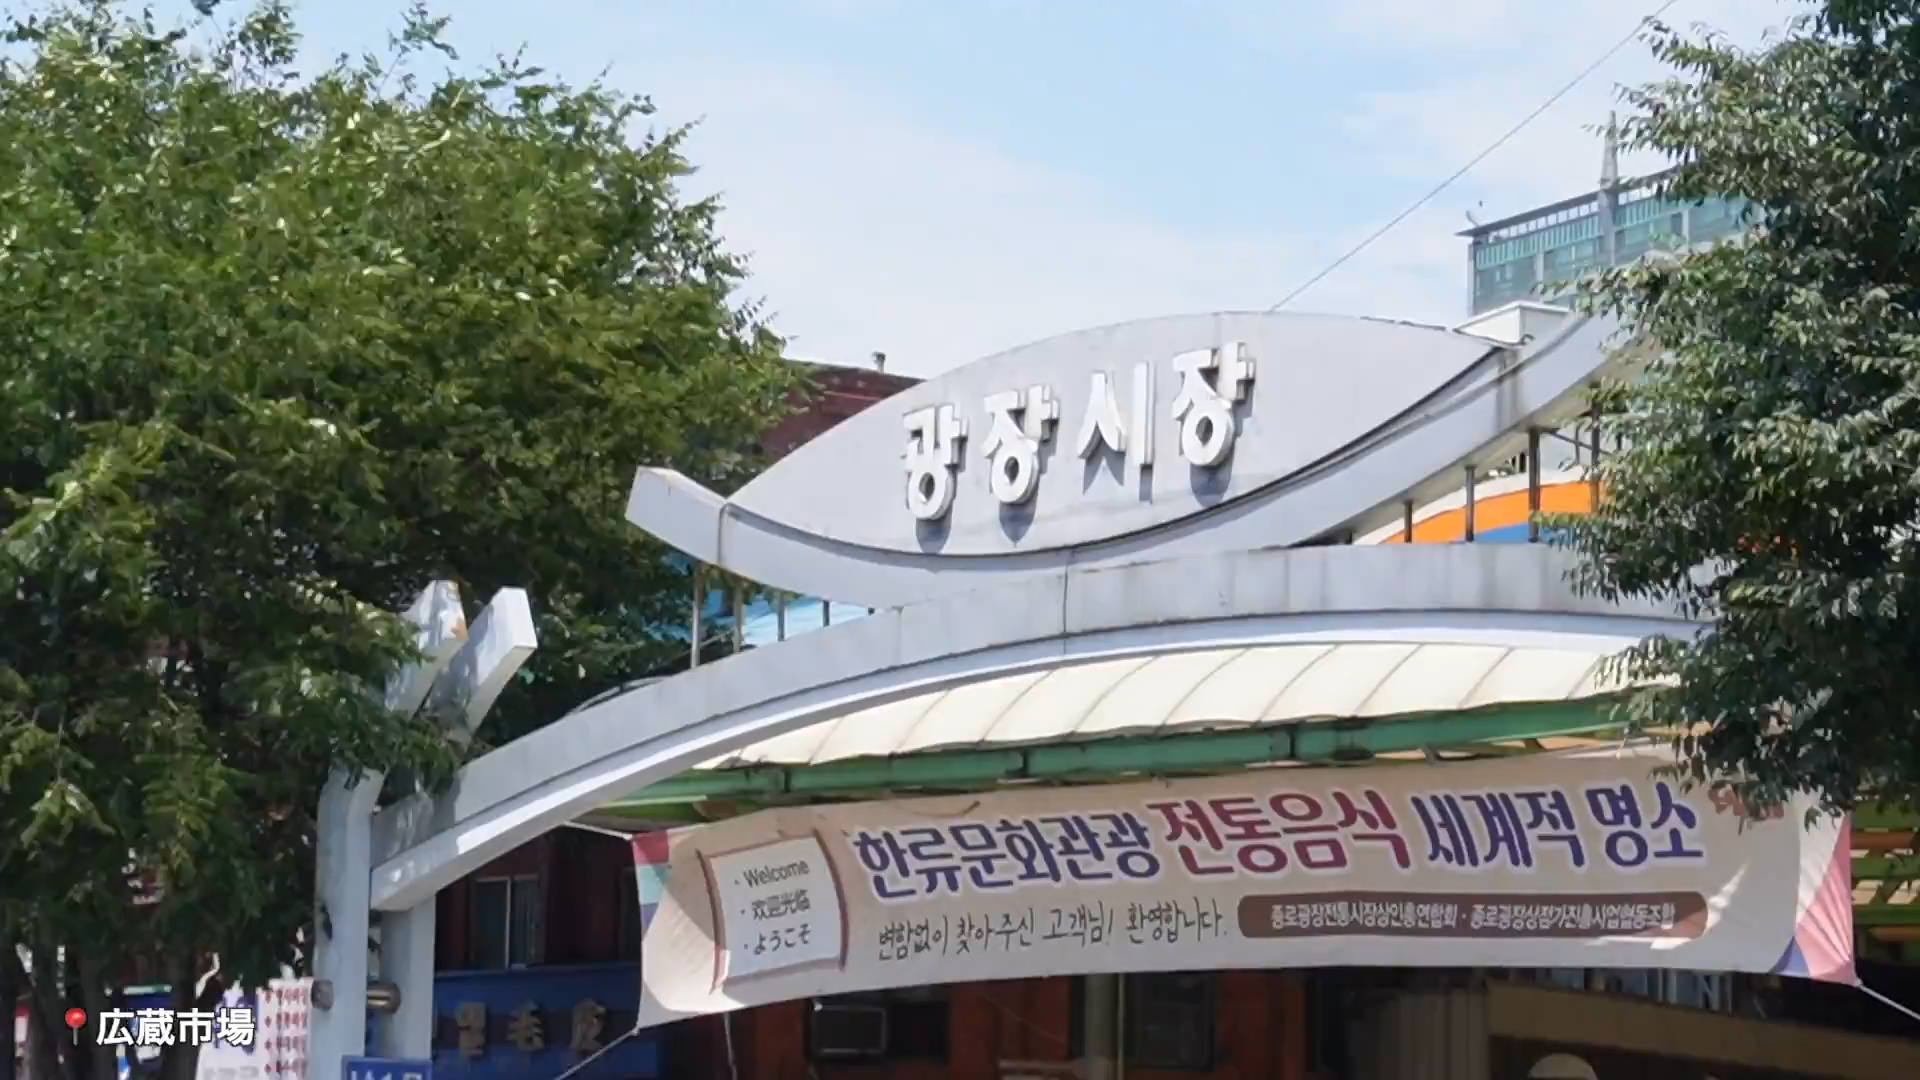 광장시장
한류문화관광 전통음식 세계적 명소
· Welcome
· 欢迎光临
· ようこそ
변함없이 찾아주신 고객님! 환영합니다.
종로광장전통시장상인총연합회 · 종로광장상점가진흥사업협동조합
📍広蔵市場